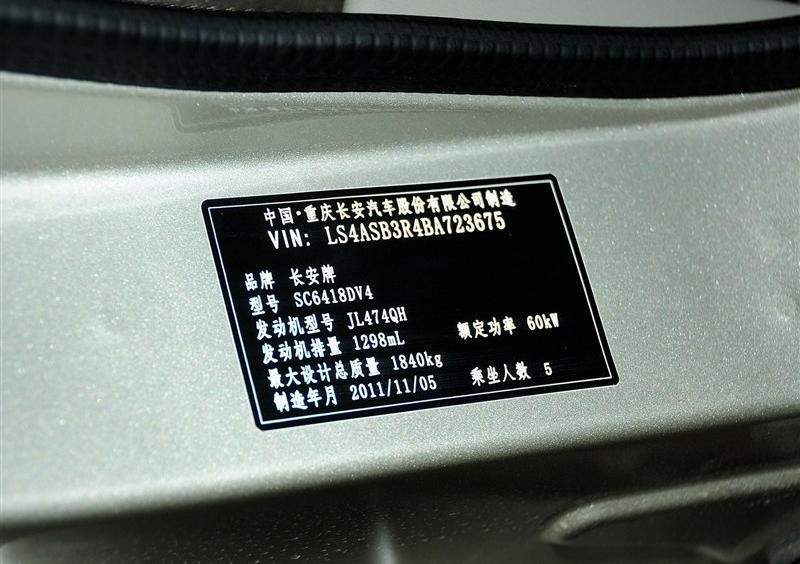 中国·重庆长安汽车股份有限公司制造
VIN: LS4ASB3R4BA723675
品牌 长安牌
型号 SC6418DV4
发动机型号 JL474QH
发动机排量 1298mL 额定功率 60kW
最大设计总质量 1840kg
制造年月 2011/11/05 乘坐人数 5